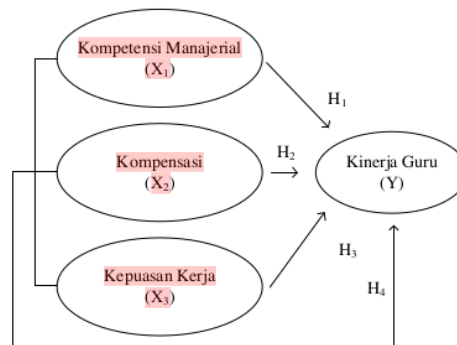 Kompetensi Manajerial
(X₁)
H₁
Kompensasi
(X₂)
H₂
Kinerja Guru
(Y)
Kepuasan Kerja
(X₃)
H₃
H₄